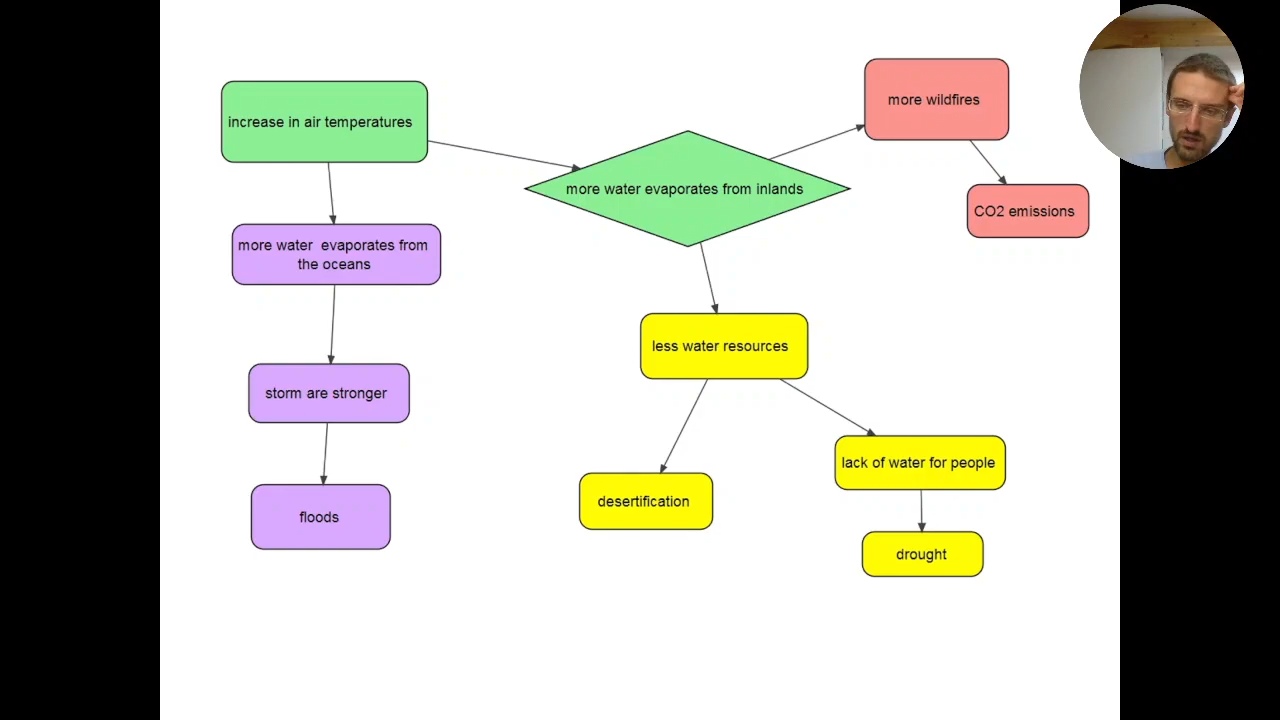 increase in air temperatures
more water  evaporates from
the oceans
storm are stronger
floods
more water evaporates from inlands
more wildfires
CO2 emissions
less water resources
desertification
lack of water for people
drought